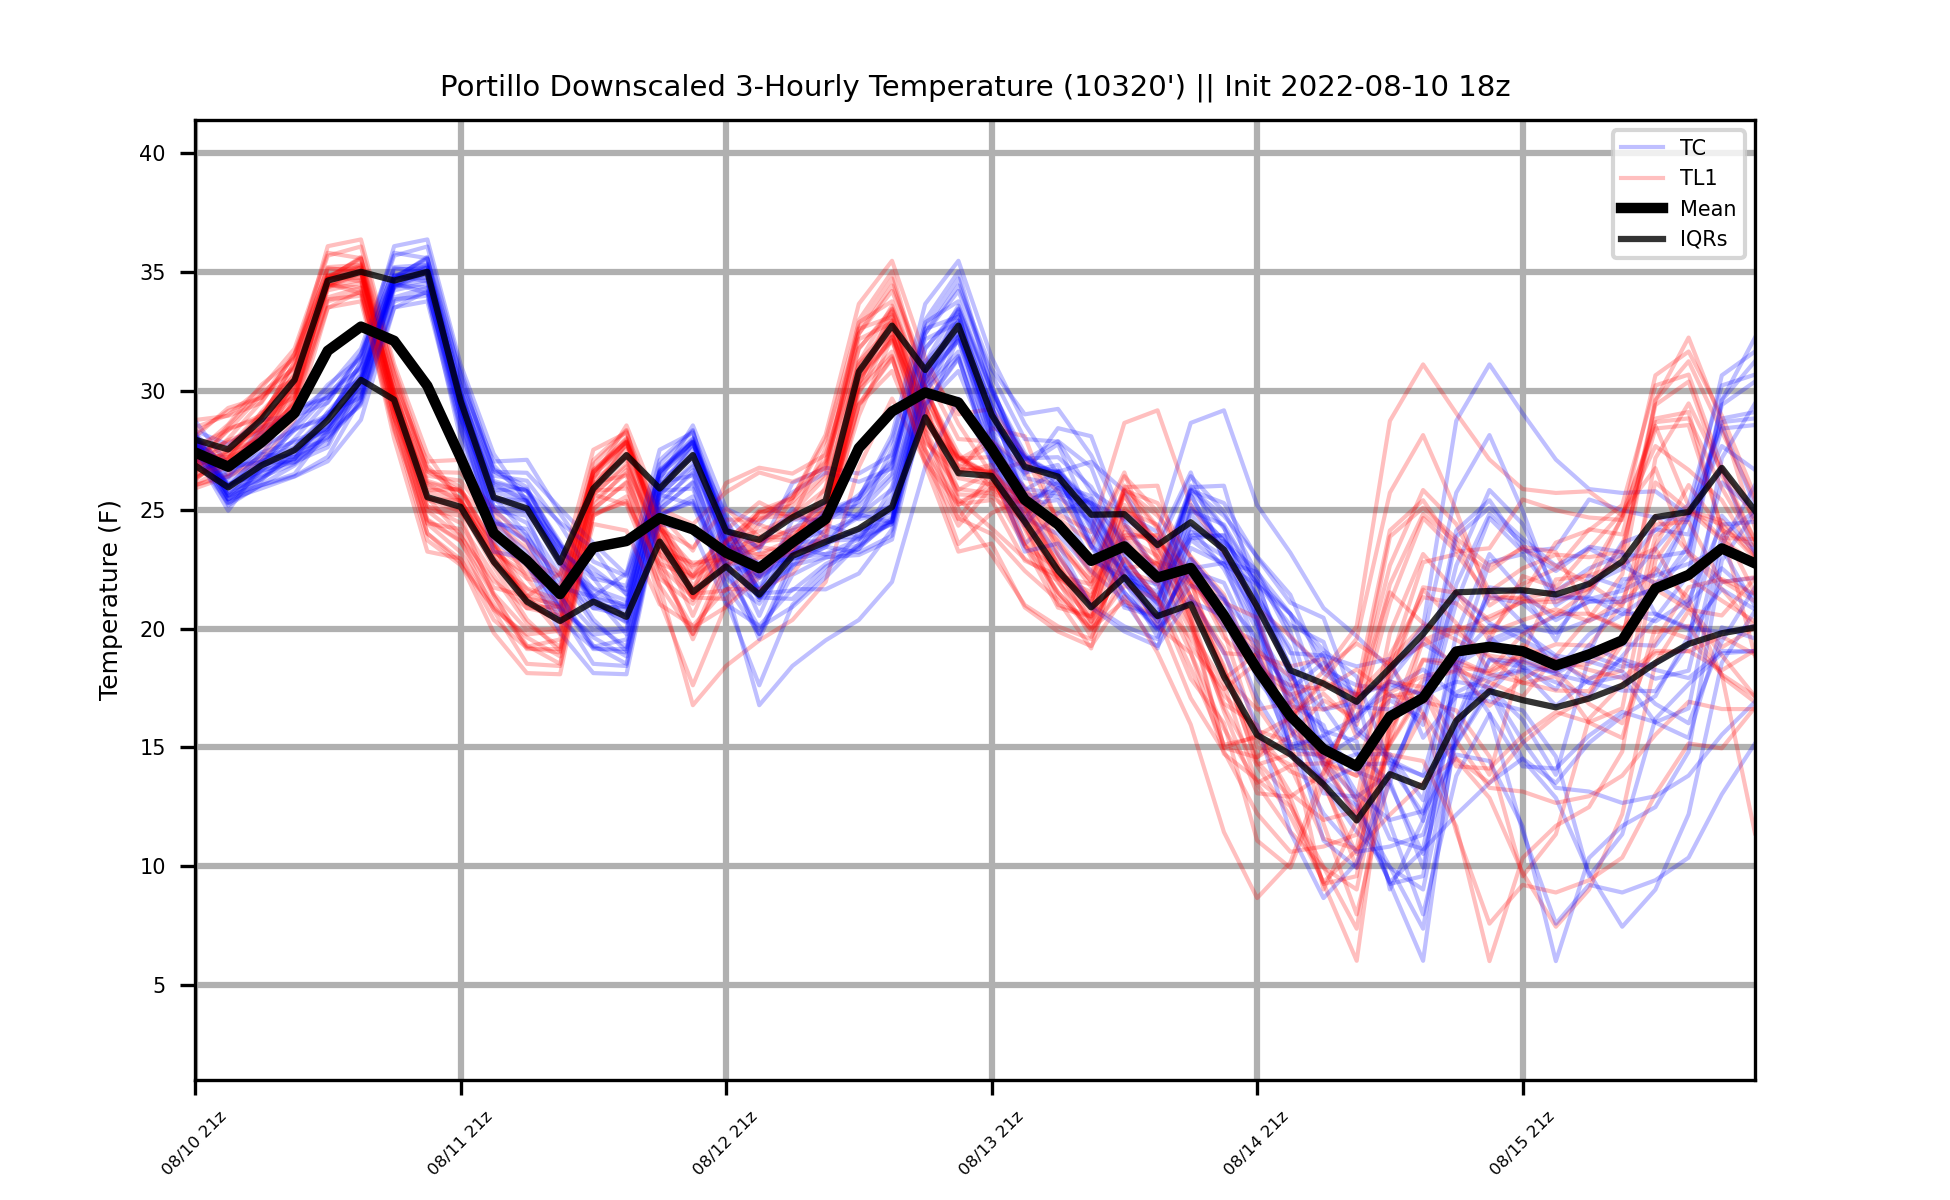 Portillo Downscaled 3-Hourly Temperature (10320') || Init 2022-08-10 18z
TC
TL1
Mean
IQRs
Temperature (F)
40
35
30
25
20
15
10
5
08/10 21z
08/11 21z
08/12 21z
08/13 21z
08/14 21z
08/15 21z